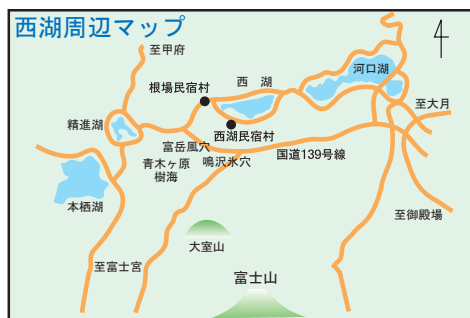 西湖周辺マップ
至甲府
河口湖
西　湖
根場民宿村
至大月
精進湖
西湖民宿村
富岳風穴
国道139号線
青木ヶ原
樹海
鳴沢氷穴
本栖湖
至御殿場
大室山
至富士宮
富士山